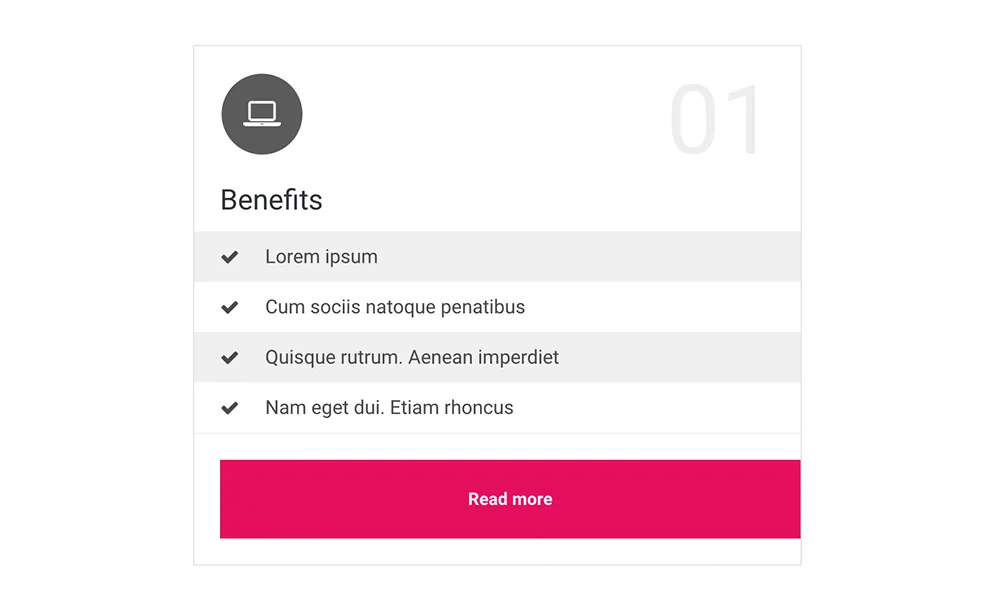 01
Benefits
Lorem ipsum
Cum sociis natoque penatibus
Quisque rutrum. Aenean imperdiet
Nam eget dui. Etiam rhoncus
Read more